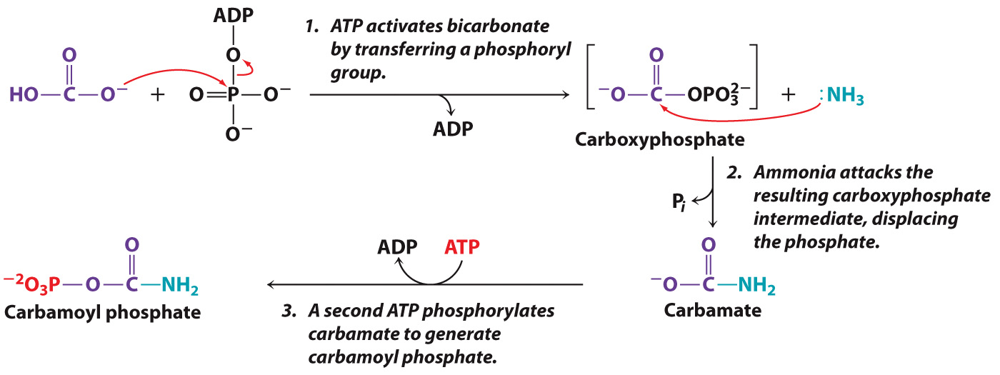 ADP
1. ATP activates bicarbonate
by transferring a phosphoryl
group.
O
O
O
HO—C—O⁻ + O=P—O⁻
[⁻O—C—OPO₃²⁻] + :NH₃
O⁻
ADP
Carboxyphosphate
2. Ammonia attacks the
resulting carboxyphosphate
intermediate, displacing
the phosphate.
Pi
O
ADP ATP
O
⁻²O₃P—O—C—NH₂
⁻O—C—NH₂
Carbamoyl phosphate
Carbamate
3. A second ATP phosphorylates
carbamate to generate
carbamoyl phosphate.